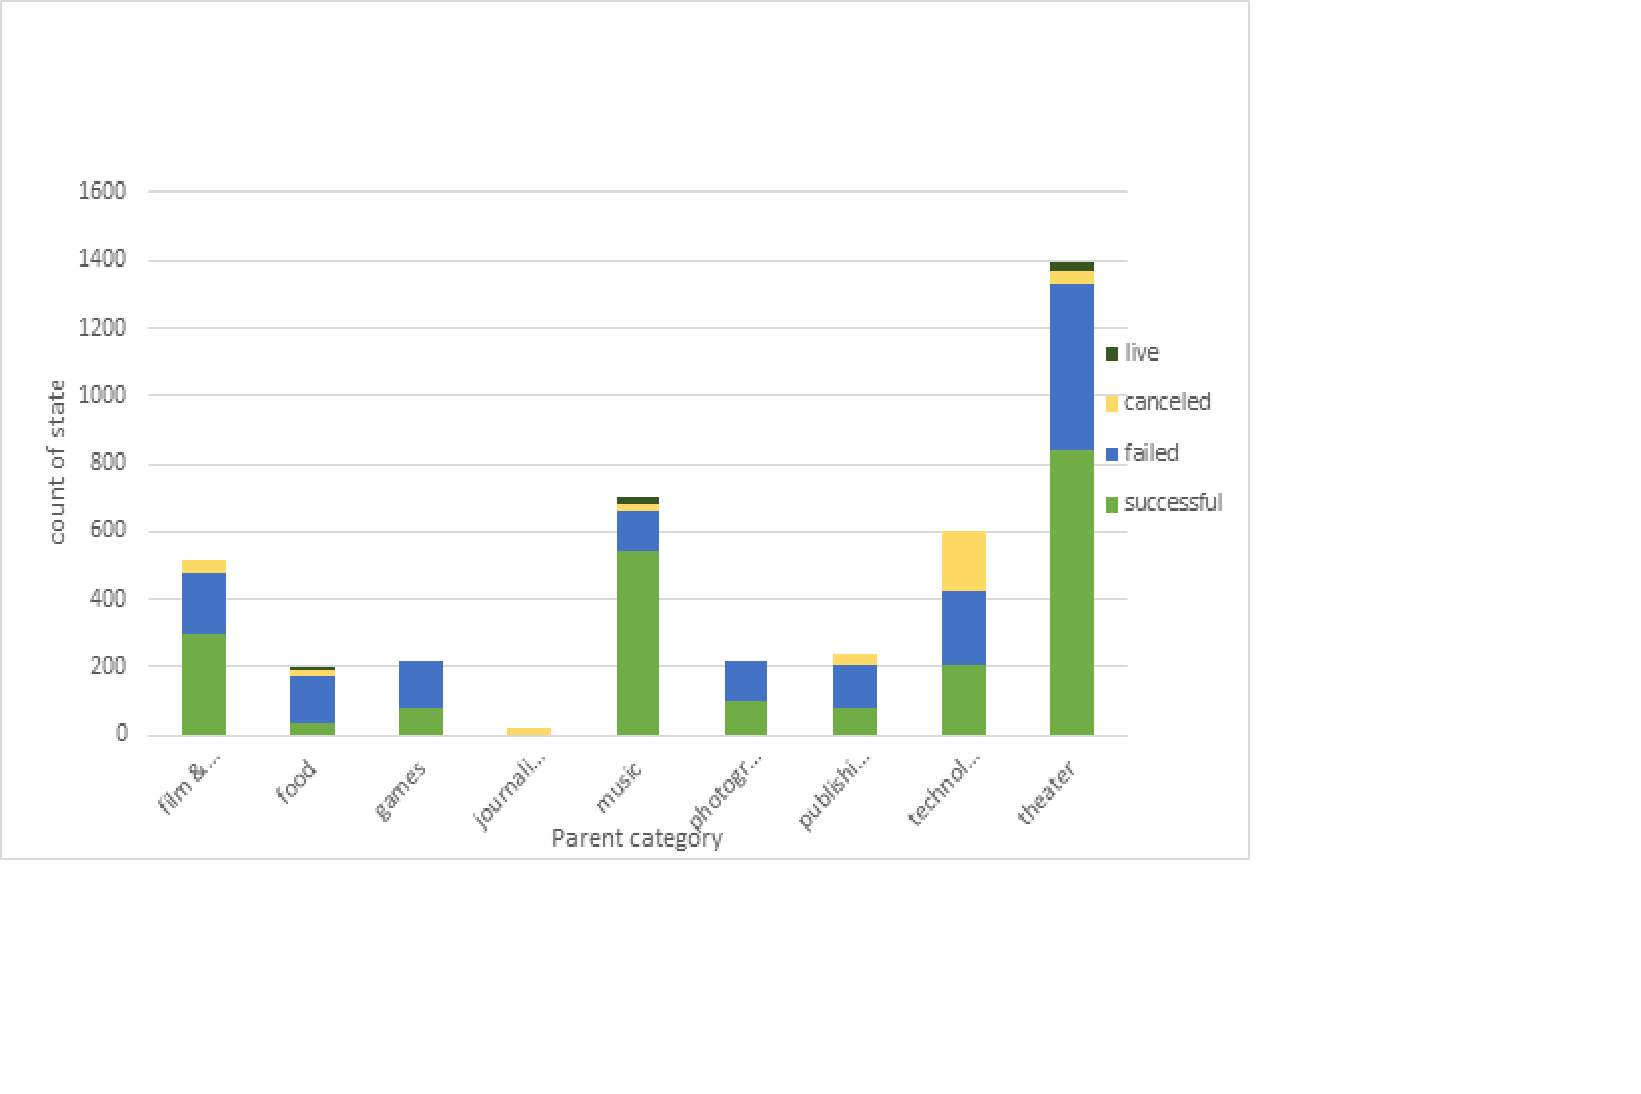 1600
1400
1200
1000
800
600
400
200
0
count of state
live
canceled
failed
successful
film &...
food
games
journali...
music
photogr...
publishi...
technol...
theater
Parent category